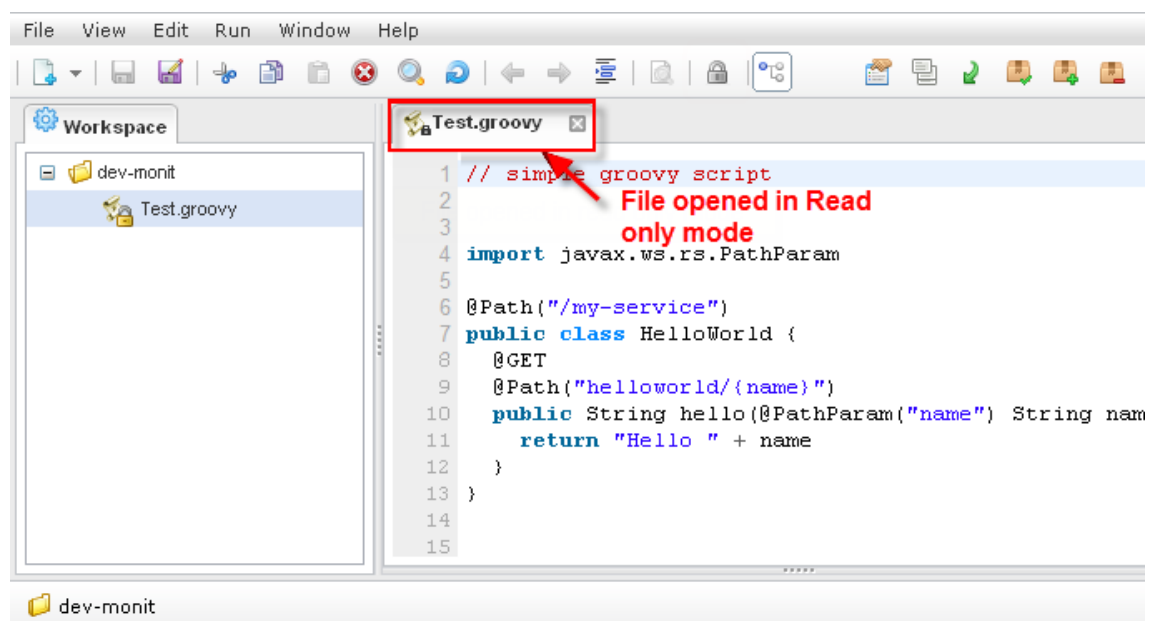 File View Edit Run Window Help
Workspace
dev-monit
Test.groovy
Test.groovy
1 // simple groovy script
2
3
File opened in Read
only mode
4 import javax.ws.rs.PathParam
5
6 @Path("/my-service")
7 public class HelloWorld {
8 @GET
9 @Path("helloworld/{name}")
10 public String hello(@PathParam("name") String nam
11 return "Hello " + name
12 }
13 }
14
15
dev-monit